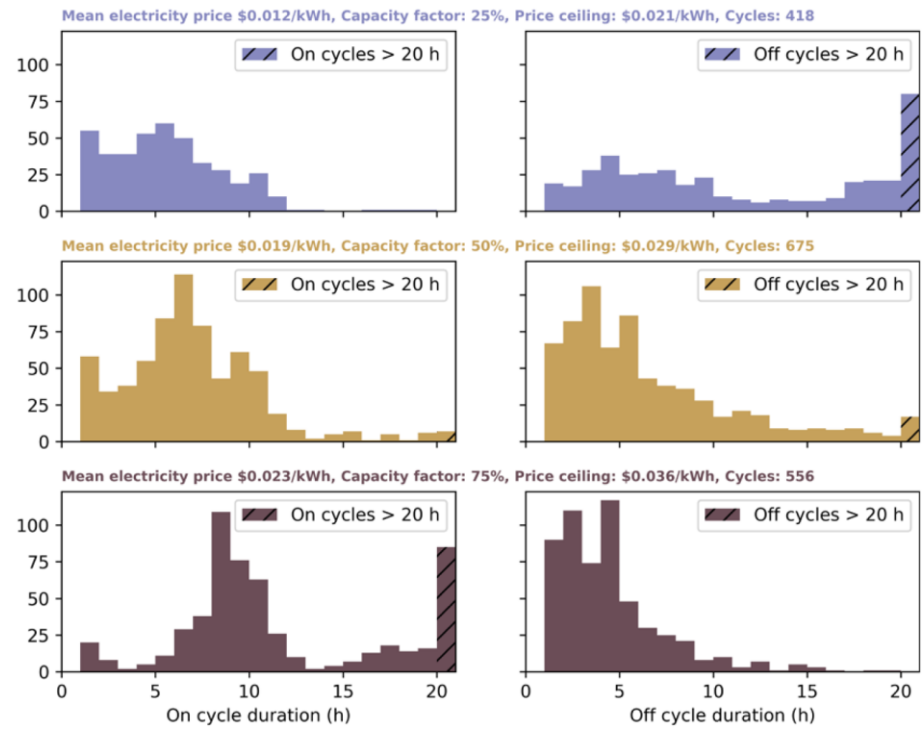 Mean electricity price $0.012/kWh, Capacity factor: 25%, Price ceiling: $0.021/kWh, Cycles: 418
On cycles > 20 h
Off cycles > 20 h
100
75
50
25
0
Mean electricity price $0.019/kWh, Capacity factor: 50%, Price ceiling: $0.029/kWh, Cycles: 675
On cycles > 20 h
Off cycles > 20 h
100
75
50
25
0
Mean electricity price $0.023/kWh, Capacity factor: 75%, Price ceiling: $0.036/kWh, Cycles: 556
On cycles > 20 h
Off cycles > 20 h
100
75
50
25
0
0 5 10 15 20 0 5 10 15 20
On cycle duration (h) Off cycle duration (h)